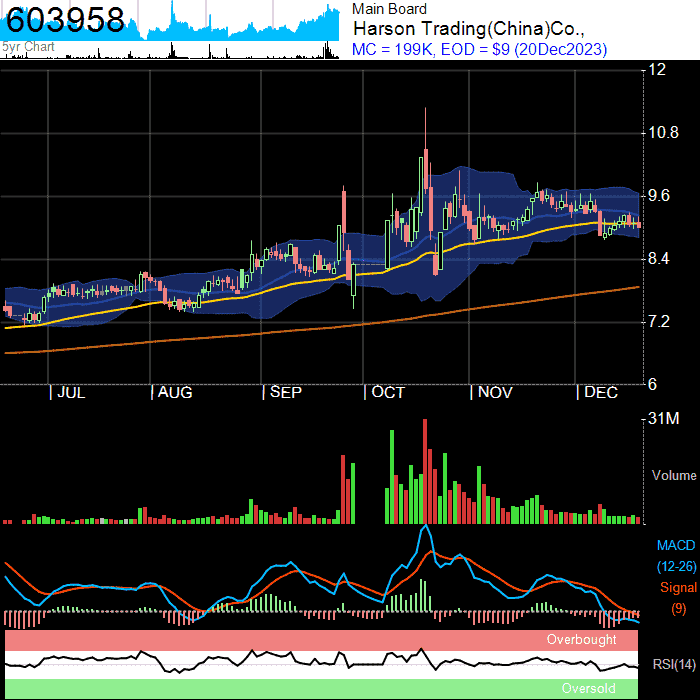 603958
5yr Chart
Main Board
Harson Trading(China)Co.,
MC = 199K, EOD = $9 (20Dec2023)
12
10.8
9.6
8.4
7.2
6
| JUL | AUG | SEP | OCT | NOV | DEC
31M
Volume
MACD
(12-26)
Signal
(9)
Overbought
RSI(14)
Oversold